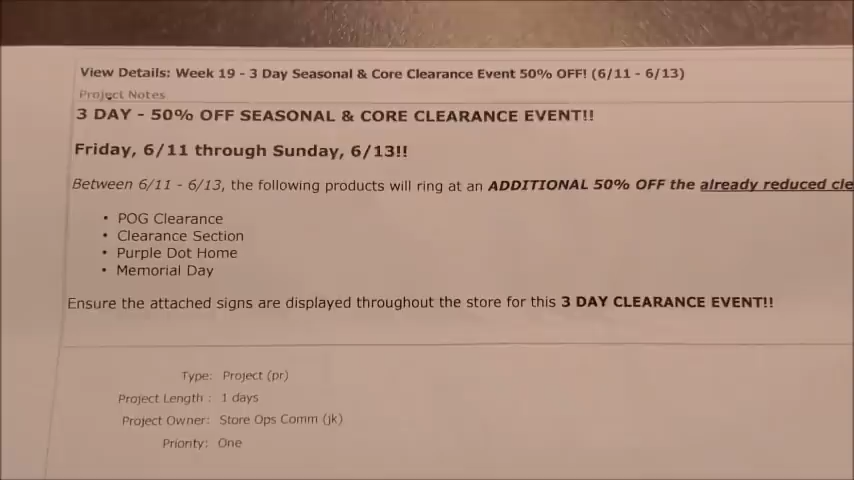 View Details: Week 19 - 3 Day Seasonal & Core Clearance Event 50% OFF! (6/11 - 6/13)
Project Notes
3 DAY - 50% OFF SEASONAL & CORE CLEARANCE EVENT!!
Friday, 6/11 through Sunday, 6/13!!
Between 6/11 - 6/13, the following products will ring at an ADDITIONAL 50% OFF the already reduced cle
• POG Clearance
• Clearance Section
• Purple Dot Home
• Memorial Day
Ensure the attached signs are displayed throughout the store for this 3 DAY CLEARANCE EVENT!!
Type: Project (pr)
Project Length : 1 days
Project Owner: Store Ops Comm (jk)
Priority: One